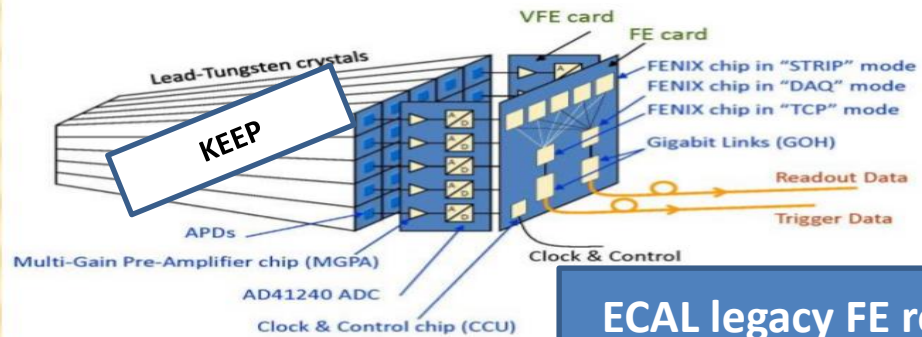 VFE card
FE card
Lead-Tungsten crystals
KEEP
FENIX chip in "STRIP" mode
FENIX chip in "DAQ" mode
FENIX chip in "TCP" mode
Gigabit Links (GOH)
Readout Data
Trigger Data
APDs
Multi-Gain Pre-Amplifier chip (MGPA)
Clock & Control
AD41240 ADC
Clock & Control chip (CCU)
A/D
A/D
A/D
A/D
A/D
A/D
ECAL legacy FE re